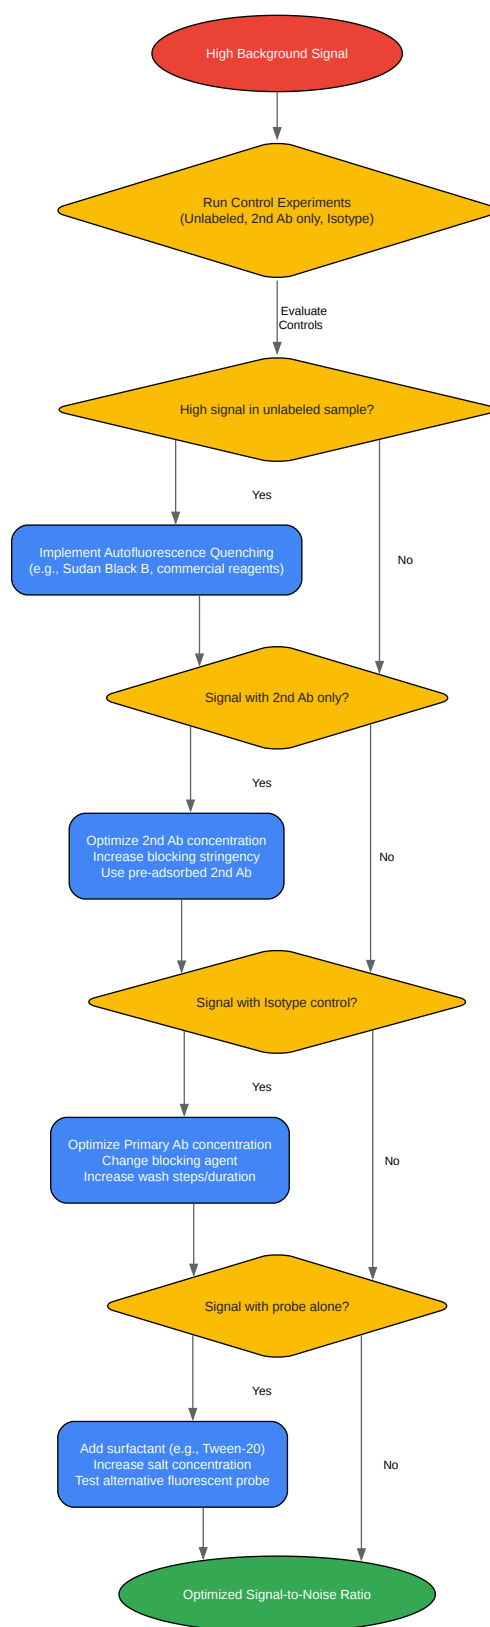 High Background Signal
Run Control Experiments
(Unlabeled, 2nd Ab only, Isotype)
Evaluate
Controls
High signal in unlabeled sample?
Yes
Implement Autofluorescence Quenching
(e.g., Sudan Black B, commercial reagents)
No
Signal with 2nd Ab only?
Yes
Optimize 2nd Ab concentration
Increase blocking stringency
Use pre-adsorbed 2nd Ab
No
Signal with Isotype control?
Yes
Optimize Primary Ab concentration
Change blocking agent
Increase wash steps/duration
No
Signal with probe alone?
Yes
Add surfactant (e.g., Tween-20)
Increase salt concentration
Test alternative fluorescent probe
No
Optimized Signal-to-Noise Ratio